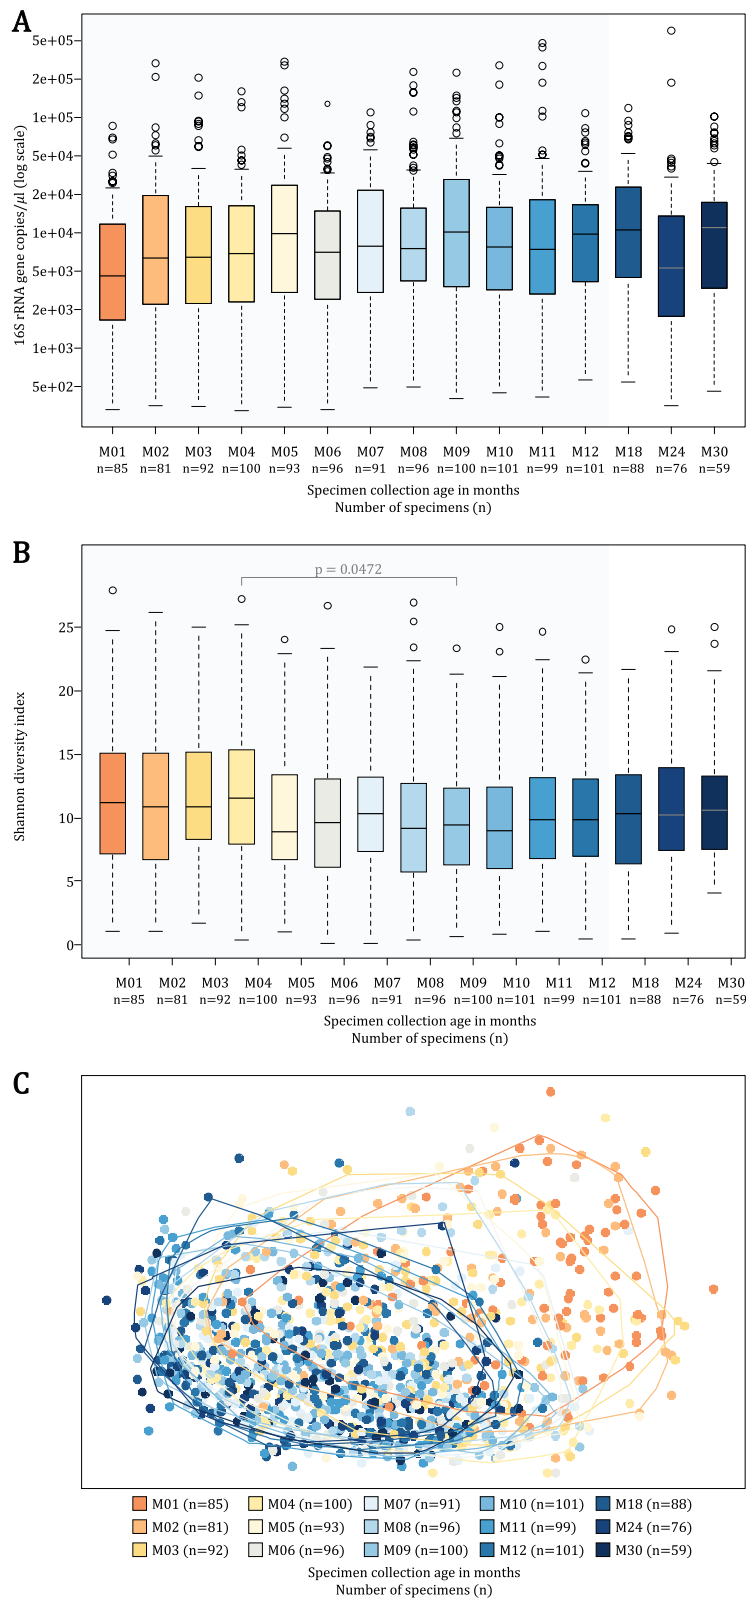 A
16S rRNA gene copies/µl (log scale)
5e+05
2e+05
1e+05
5e+04
2e+04
1e+04
5e+03
2e+03
1e+03
5e+02
M01 M02 M03 M04 M05 M06 M07 M08 M09 M10 M11 M12 M18 M24 M30
n=85 n=81 n=92 n=100 n=93 n=96 n=91 n=96 n=100 n=101 n=99 n=101 n=88 n=76 n=59
Specimen collection age in months
Number of specimens (n)
B
p = 0.0472
Shannon diversity index
25
20
15
10
5
0
M01 M02 M03 M04 M05 M06 M07 M08 M09 M10 M11 M12 M18 M24 M30
n=85 n=81 n=92 n=100 n=93 n=96 n=91 n=96 n=100 n=101 n=99 n=101 n=88 n=76 n=59
Specimen collection age in months
Number of specimens (n)
C
M01 (n=85) M04 (n=100) M07 (n=91) M10 (n=101) M18 (n=88)
M02 (n=81) M05 (n=93) M08 (n=96) M11 (n=99) M24 (n=76)
M03 (n=92) M06 (n=96) M09 (n=100) M12 (n=101) M30 (n=59)
Specimen collection age in months
Number of specimens (n)